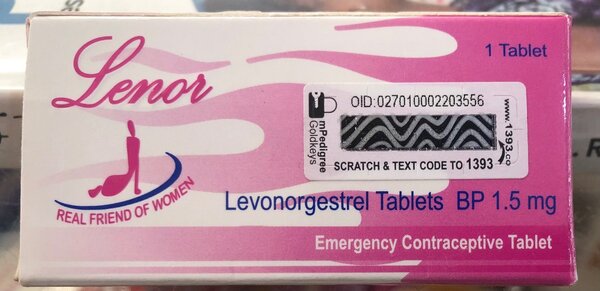 Lenor
1 Tablet
REAL FRIEND OF WOMEN
mPedigree
Goldkeys
OID:027010002203556
www.1393.co
SCRATCH & TEXT CODE TO 1393
Levonorgestrel Tablets BP 1.5 mg
Emergency Contraceptive Tablet